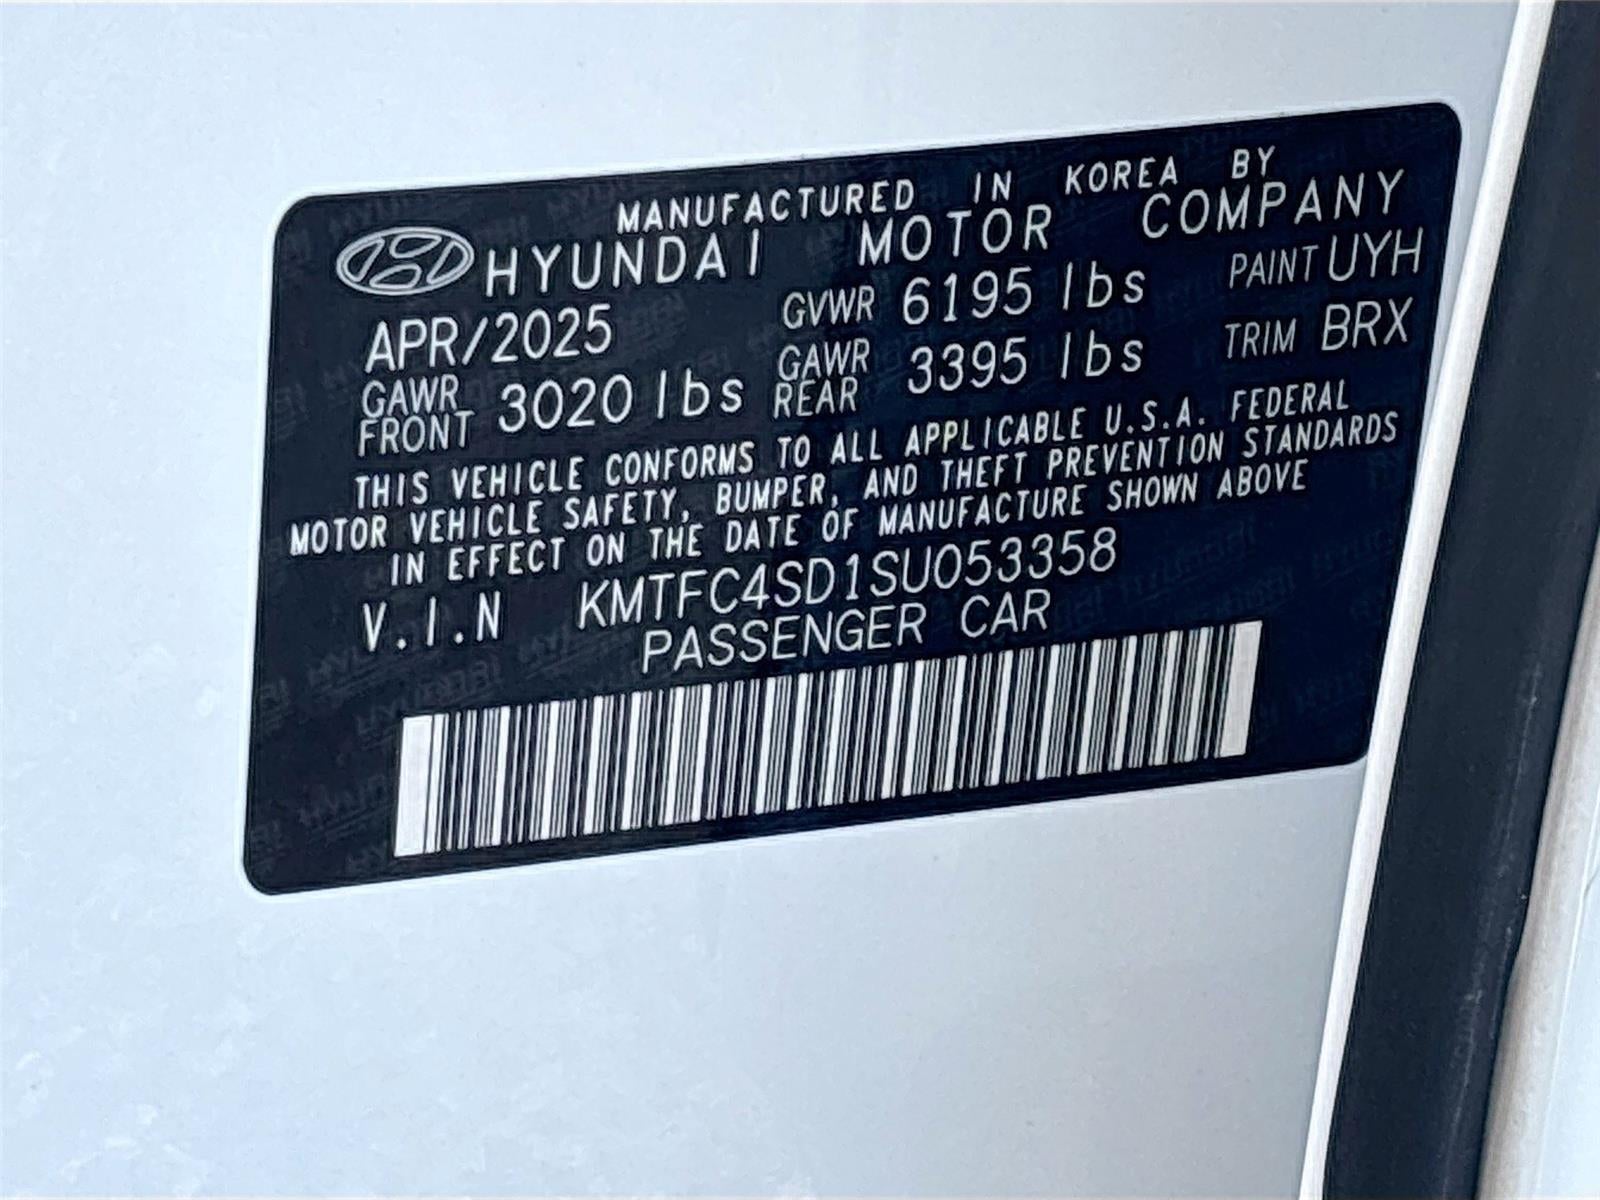 MANUFACTURED IN KOREA BY
HYUNDAI MOTOR COMPANY
APR/2025 GVWR 6195 lbs PAINT UYH
GAWR FRONT 3020 lbs GAWR REAR 3395 lbs TRIM BRX
THIS VEHICLE CONFORMS TO ALL APPLICABLE U.S.A. FEDERAL
MOTOR VEHICLE SAFETY, BUMPER, AND THEFT PREVENTION STANDARDS
IN EFFECT ON THE DATE OF MANUFACTURE SHOWN ABOVE
V.I.N KMTFC4SD1SU053358
PASSENGER CAR